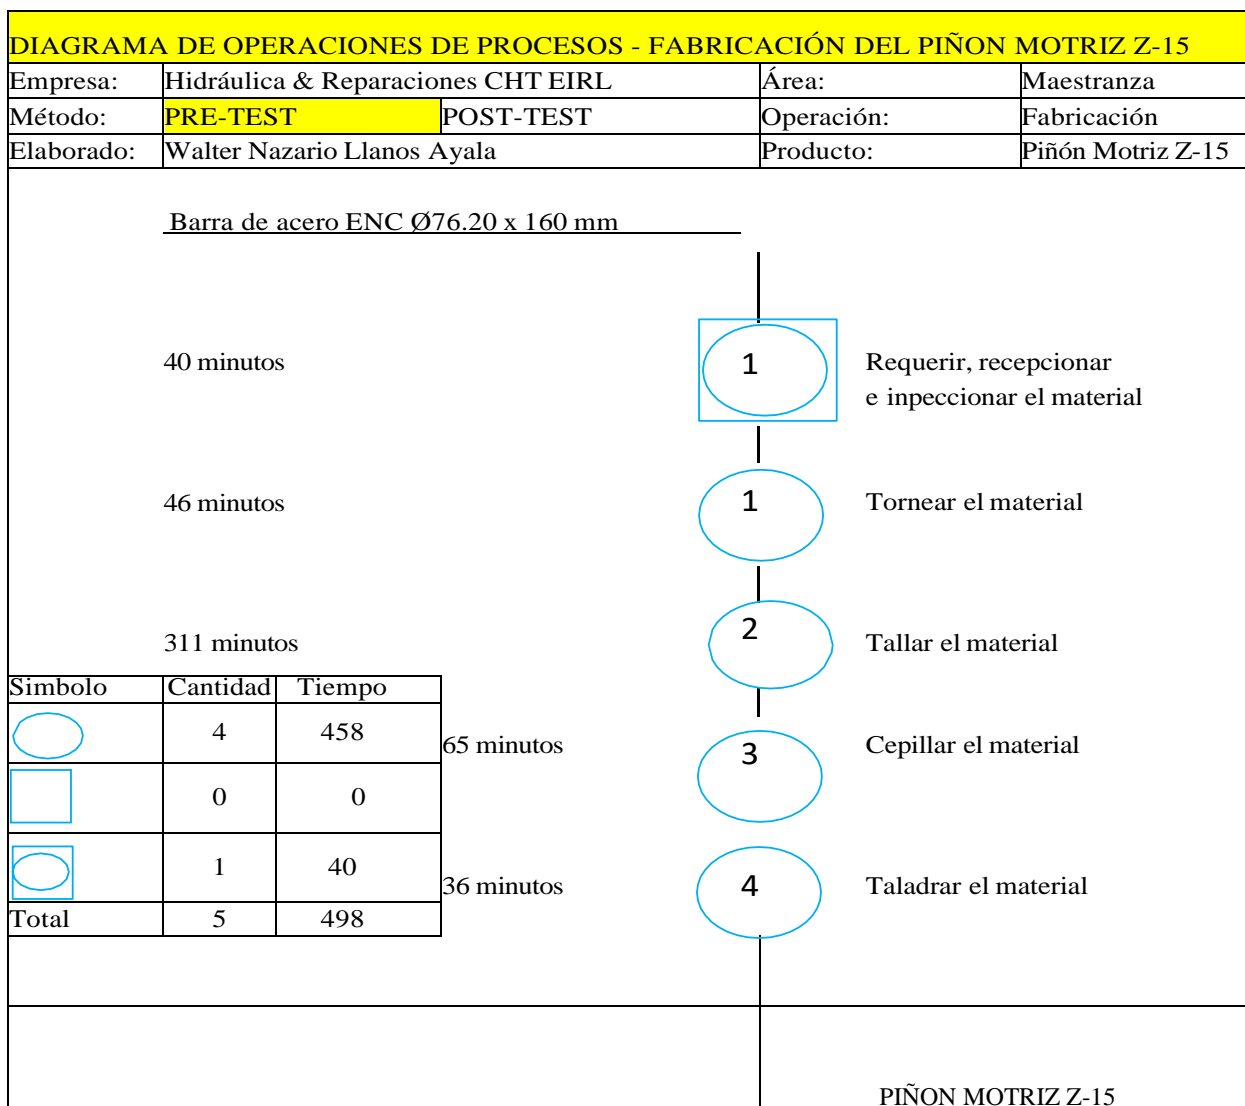 DIAGRAMA DE OPERACIONES DE PROCESOS - FABRICACIÓN DEL PIÑON MOTRIZ Z-15
Empresa: Hidráulica & Reparaciones CHT EIRL Área: Maestranza
Método: PRE-TEST POST-TEST Operación: Fabricación
Elaborado: Walter Nazario Llanos Ayala Producto: Piñón Motriz Z-15
Barra de acero ENC Ø76.20 x 160 mm
40 minutos 1 Requerir, recepcionar
e inpeccionar el material
46 minutos 1 Tornear el material
311 minutos 2 Tallar el material
Simbolo Cantidad Tiempo
4 458
65 minutos 3 Cepillar el material
0 0
1 40
36 minutos 4 Taladrar el material
Total 5 498
PIÑON MOTRIZ Z-15